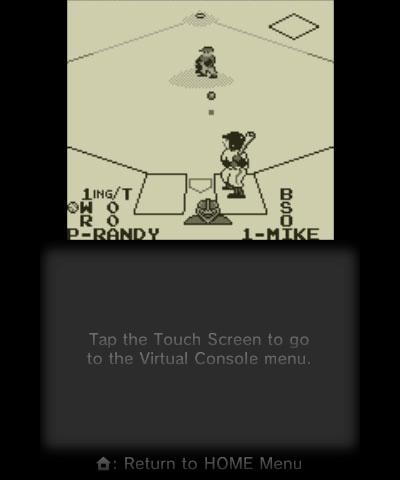 1ING/T B
W 0 S
R 0 O
P-RANDY 1-MIKE
Tap the Touch Screen to go
to the Virtual Console menu.
: Return to HOME Menu